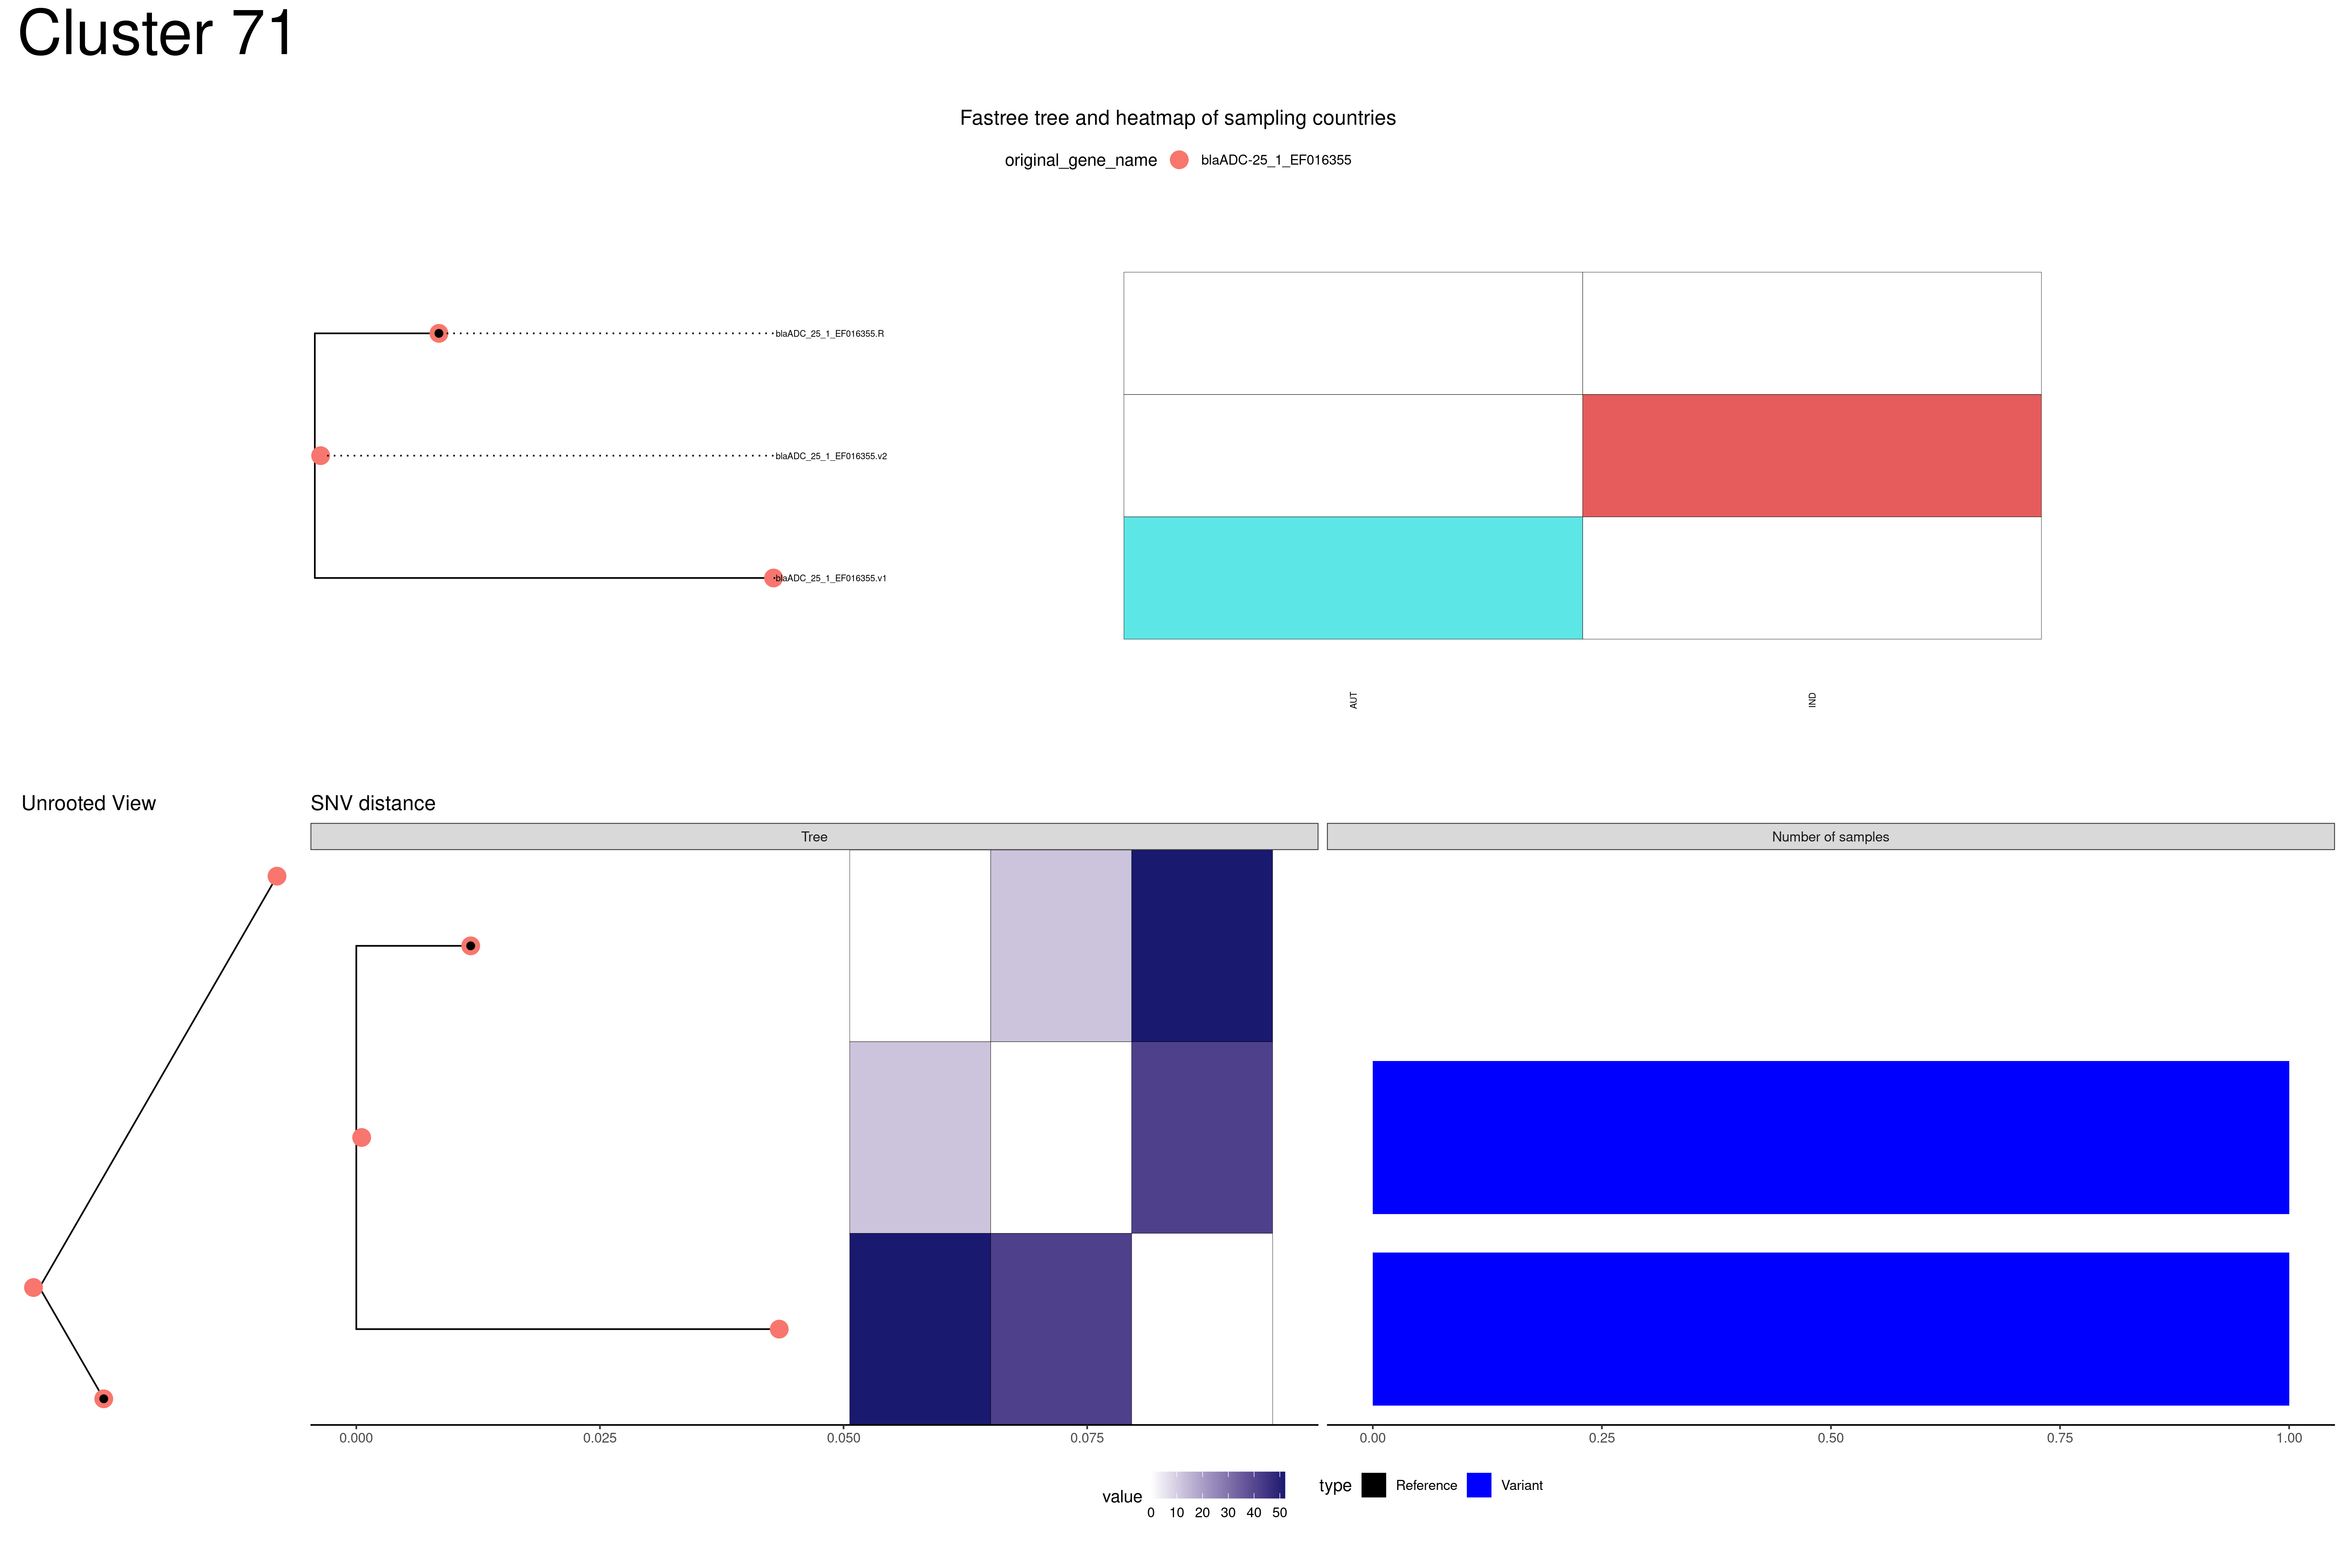 Cluster 71
Fastree tree and heatmap of sampling countries
original_gene_name blaADC-25_1_EF016355
blaADC_25_1_EF016355.R
blaADC_25_1_EF016355.v2
blaADC_25_1_EF016355.v1
AUT IND
Unrooted View SNV distance
Tree Number of samples
0.000 0.025 0.050 0.075 0.00 0.25 0.50 0.75 1.00
value 0 10 20 30 40 50 type Reference Variant